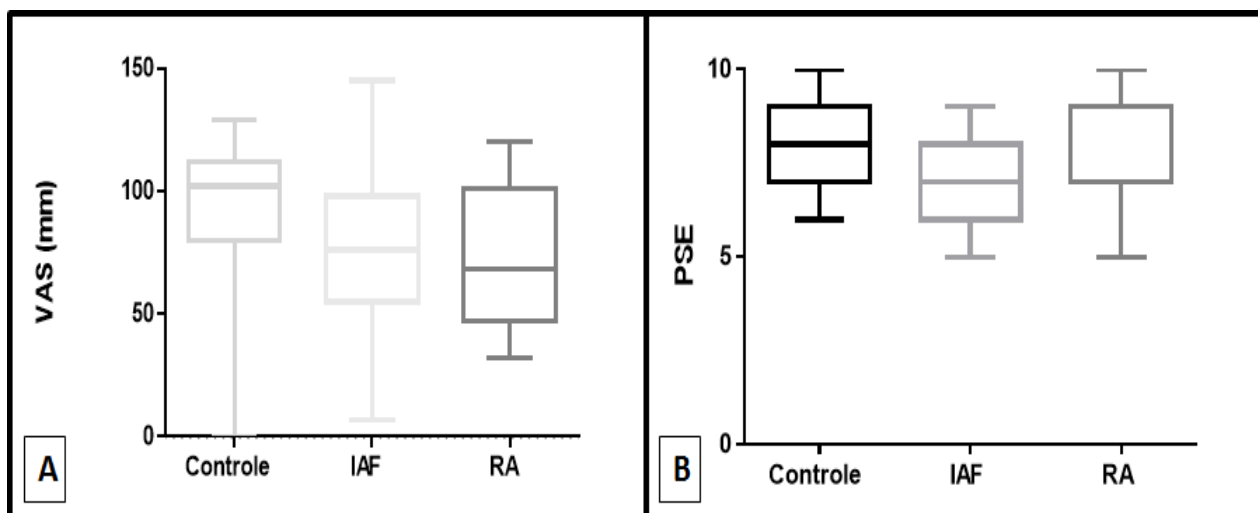 VAS (mm)
150
100
50
0
Controle IAF RA
A
PSE
10
5
0
Controle IAF RA
B